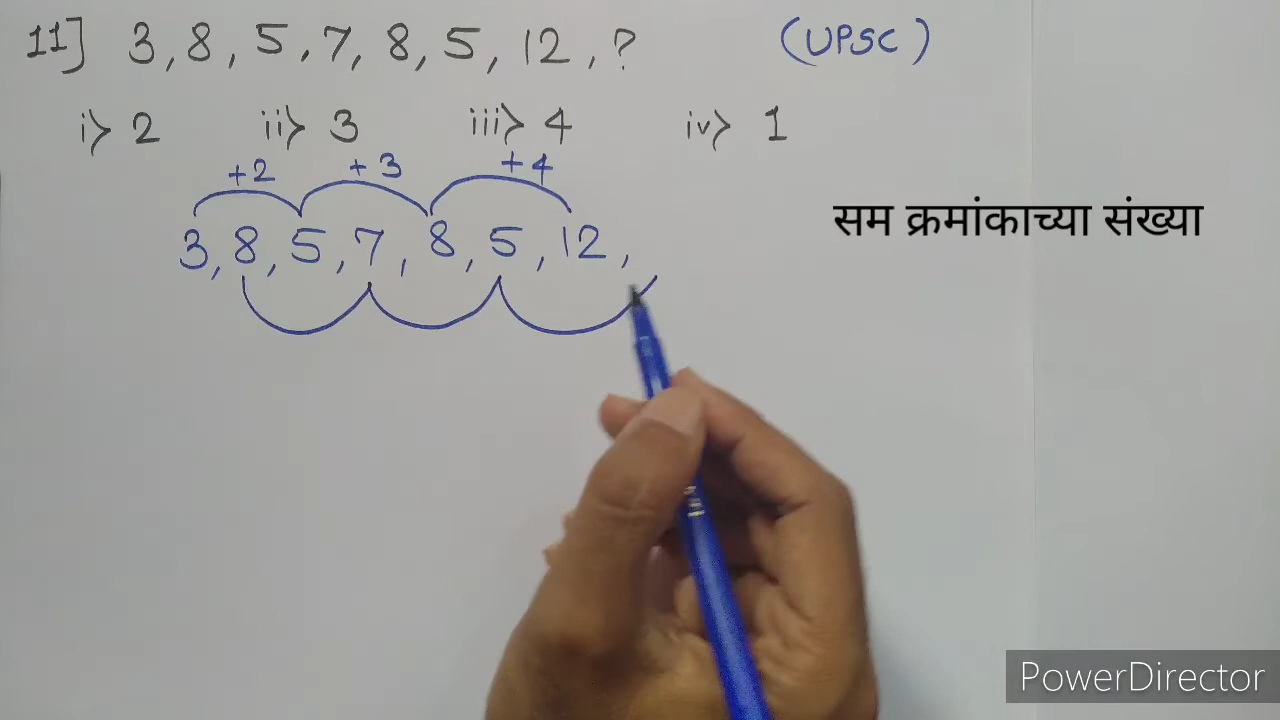 11] 3, 8, 5, 7, 8, 5, 12, ? (UPSC)
i> 2 ii> 3 iii> 4 iv> 1
+2 +3 +4
3, 8, 5, 7, 8, 5, 12,
सम क्रमांकाच्या संख्या
PowerDirector